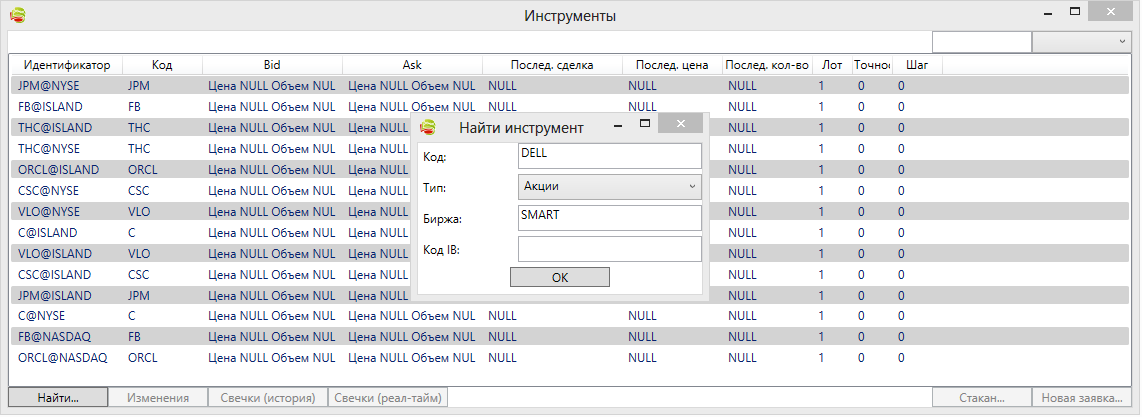 Инструменты
Идентификатор Код Bid Ask Послед. сделка Послед. цена Послед. кол-во Лот Точнос Шаг
JPM@NYSE JPM Цена NULL Объем NUL Цена NULL Объем NUL NULL NULL NULL 1 0 0
FB@ISLAND FB Цена NULL Объем NUL Цена NULL Объем NUL NULL NULL NULL 1 0 0
THC@ISLAND THC Цена NULL Объем NUL Цена NULL NULL 1 0 0
THC@NYSE THC Цена NULL Объем NUL Цена NULL NULL 1 0 0
ORCL@ISLAND ORCL Цена NULL Объем NUL Цена NULL NULL 1 0 0
CSC@NYSE CSC Цена NULL Объем NUL Цена NULL NULL 1 0 0
VLO@NYSE VLO Цена NULL Объем NUL Цена NULL NULL 1 0 0
C@ISLAND C Цена NULL Объем NUL Цена NULL NULL 1 0 0
VLO@ISLAND VLO Цена NULL Объем NUL Цена NULL NULL 1 0 0
CSC@ISLAND CSC Цена NULL Объем NUL Цена NULL NULL 1 0 0
JPM@ISLAND JPM Цена NULL Объем NUL Цена NULL NULL 1 0 0
C@NYSE C Цена NULL Объем NUL Цена NULL Объем NUL NULL NULL NULL 1 0 0
FB@NASDAQ FB Цена NULL Объем NUL Цена NULL Объем NUL NULL NULL NULL 1 0 0
ORCL@NASDAQ ORCL Цена NULL Объем NUL Цена NULL Объем NUL NULL NULL NULL 1 0 0
Найти инструмент
Код: DELL
Тип: Акции
Биржа: SMART
Код IB:
OK
Найти... Изменения Свечки (история) Свечки (реал-тайм) Стакан... Новая заявка...